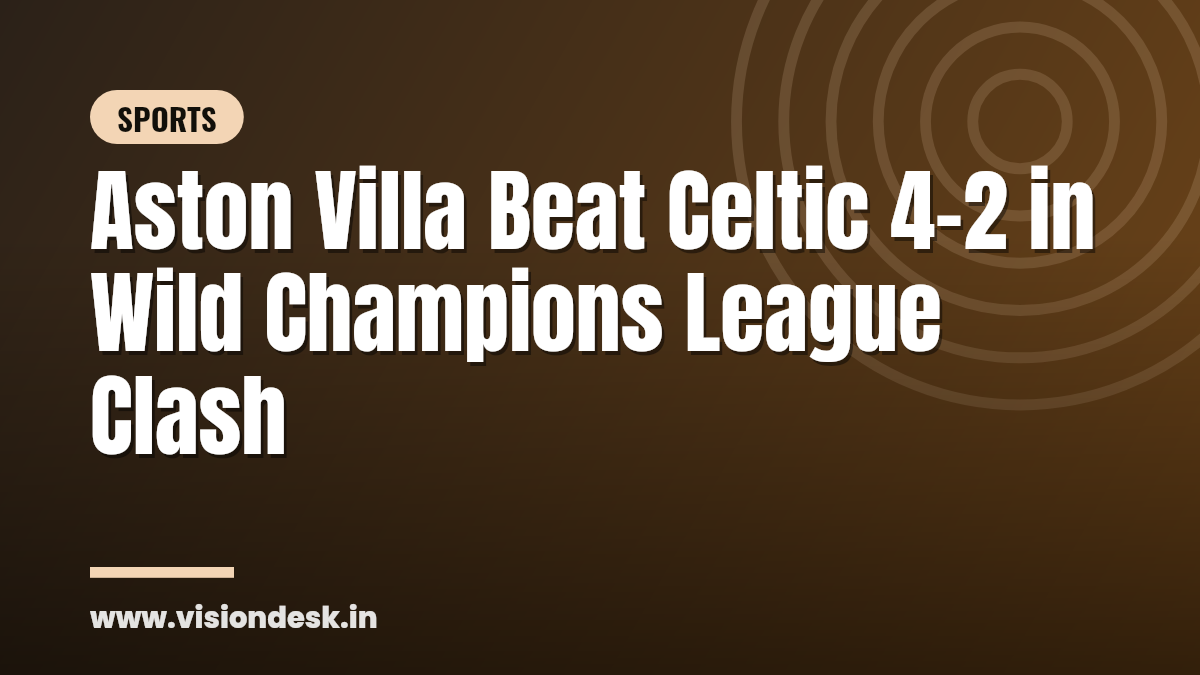 SPORTS
Aston Villa Beat Celtic 4-2 in
Wild Champions League
Clash
www.visiondesk.in